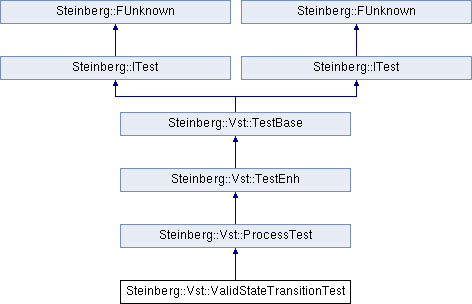 Steinberg::FUnknown
Steinberg::FUnknown
Steinberg::ITest
Steinberg::ITest
Steinberg::Vst::TestBase
Steinberg::Vst::TestEnh
Steinberg::Vst::ProcessTest
Steinberg::Vst::ValidStateTransitionTest